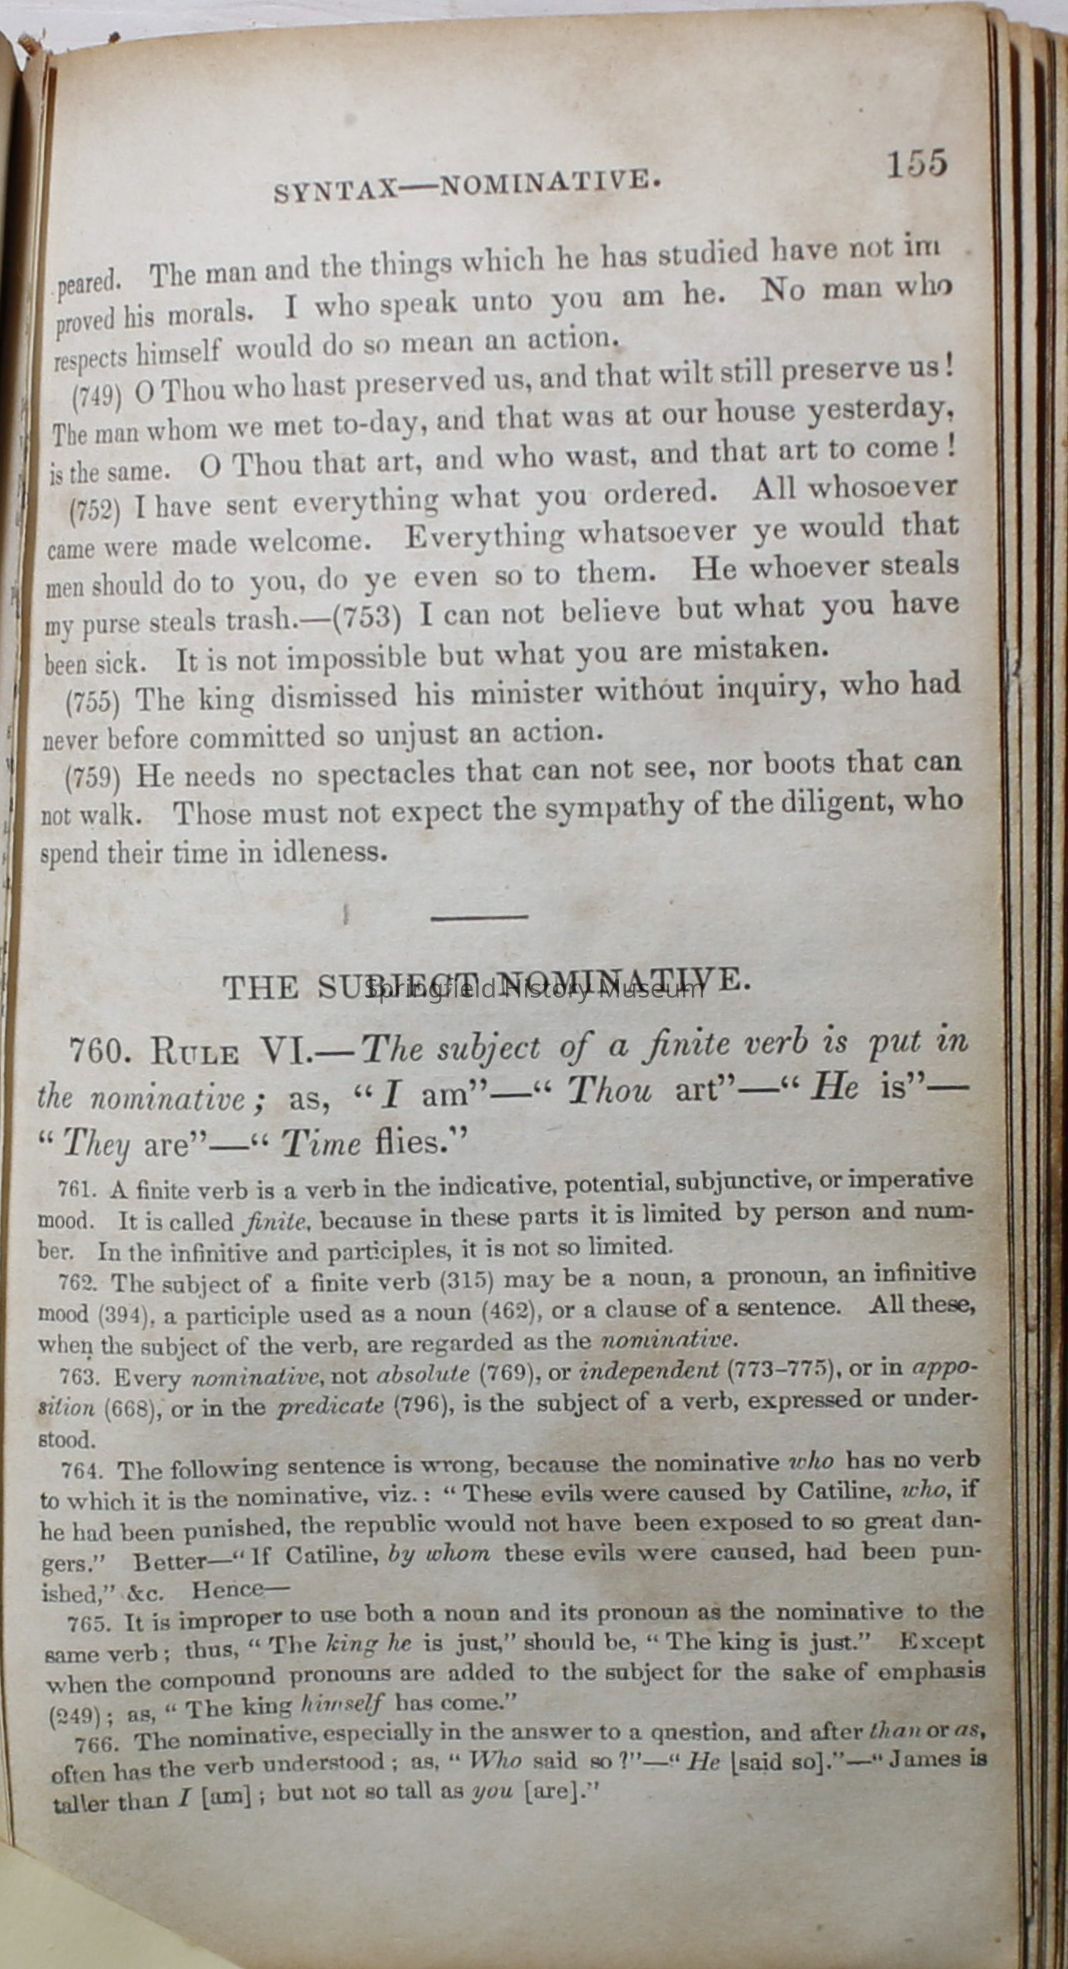 155
SYNTAX—NOMINATIVE.
peared. The man and the things which he has studied have not im
proved his morals. I who speak unto you am he. No man who
respects himself would do so mean an action.
(749) O Thou who hast preserved us, and that wilt still preserve us!
The man whom we met to-day, and that was at our house yesterday,
is the same. O Thou that art, and who wast, and that art to come!
(752) I have sent everything what you ordered. All whosoever
came were made welcome. Everything whatsoever ye would that
men should do to you, do ye even so to them. He whoever steals
my purse steals trash.—(753) I can not believe but what you have
been sick. It is not impossible but what you are mistaken.
(755) The king dismissed his minister without inquiry, who had
never before committed so unjust an action.
(759) He needs no spectacles that can not see, nor boots that can
not walk. Those must not expect the sympathy of the diligent, who
spend their time in idleness.
THE SUBJECT NOMINATIVE.
Springfield History Museum
760. RULE VI.—The subject of a finite verb is put in
the nominative; as, "I am"—"Thou art"—"He is"—
"They are"—"Time flies."
761. A finite verb is a verb in the indicative, potential, subjunctive, or imperative
mood. It is called finite, because in these parts it is limited by person and num-
ber. In the infinitive and participles, it is not so limited.
762. The subject of a finite verb (315) may be a noun, a pronoun, an infinitive
mood (394), a participle used as a noun (462), or a clause of a sentence. All these,
when the subject of the verb, are regarded as the nominative.
763. Every nominative, not absolute (769), or independent (773-775), or in appo-
sition (668), or in the predicate (796), is the subject of a verb, expressed or under-
stood.
764. The following sentence is wrong, because the nominative who has no verb
to which it is the nominative, viz.: "These evils were caused by Catiline, who, if
he had been punished, the republic would not have been exposed to so great dan-
gers." Better—"If Catiline, by whom these evils were caused, had been pun-
ished," &c. Hence—
765. It is improper to use both a noun and its pronoun as the nominative to the
same verb; thus, "The king he is just," should be, "The king is just." Except
when the compound pronouns are added to the subject for the sake of emphasis
(249); as, "The king himself has come."
766. The nominative, especially in the answer to a question, and after than or as,
often has the verb understood; as, "Who said so?"—"He [said so]."—"James is
taller than I [am]; but not so tall as you [are]."